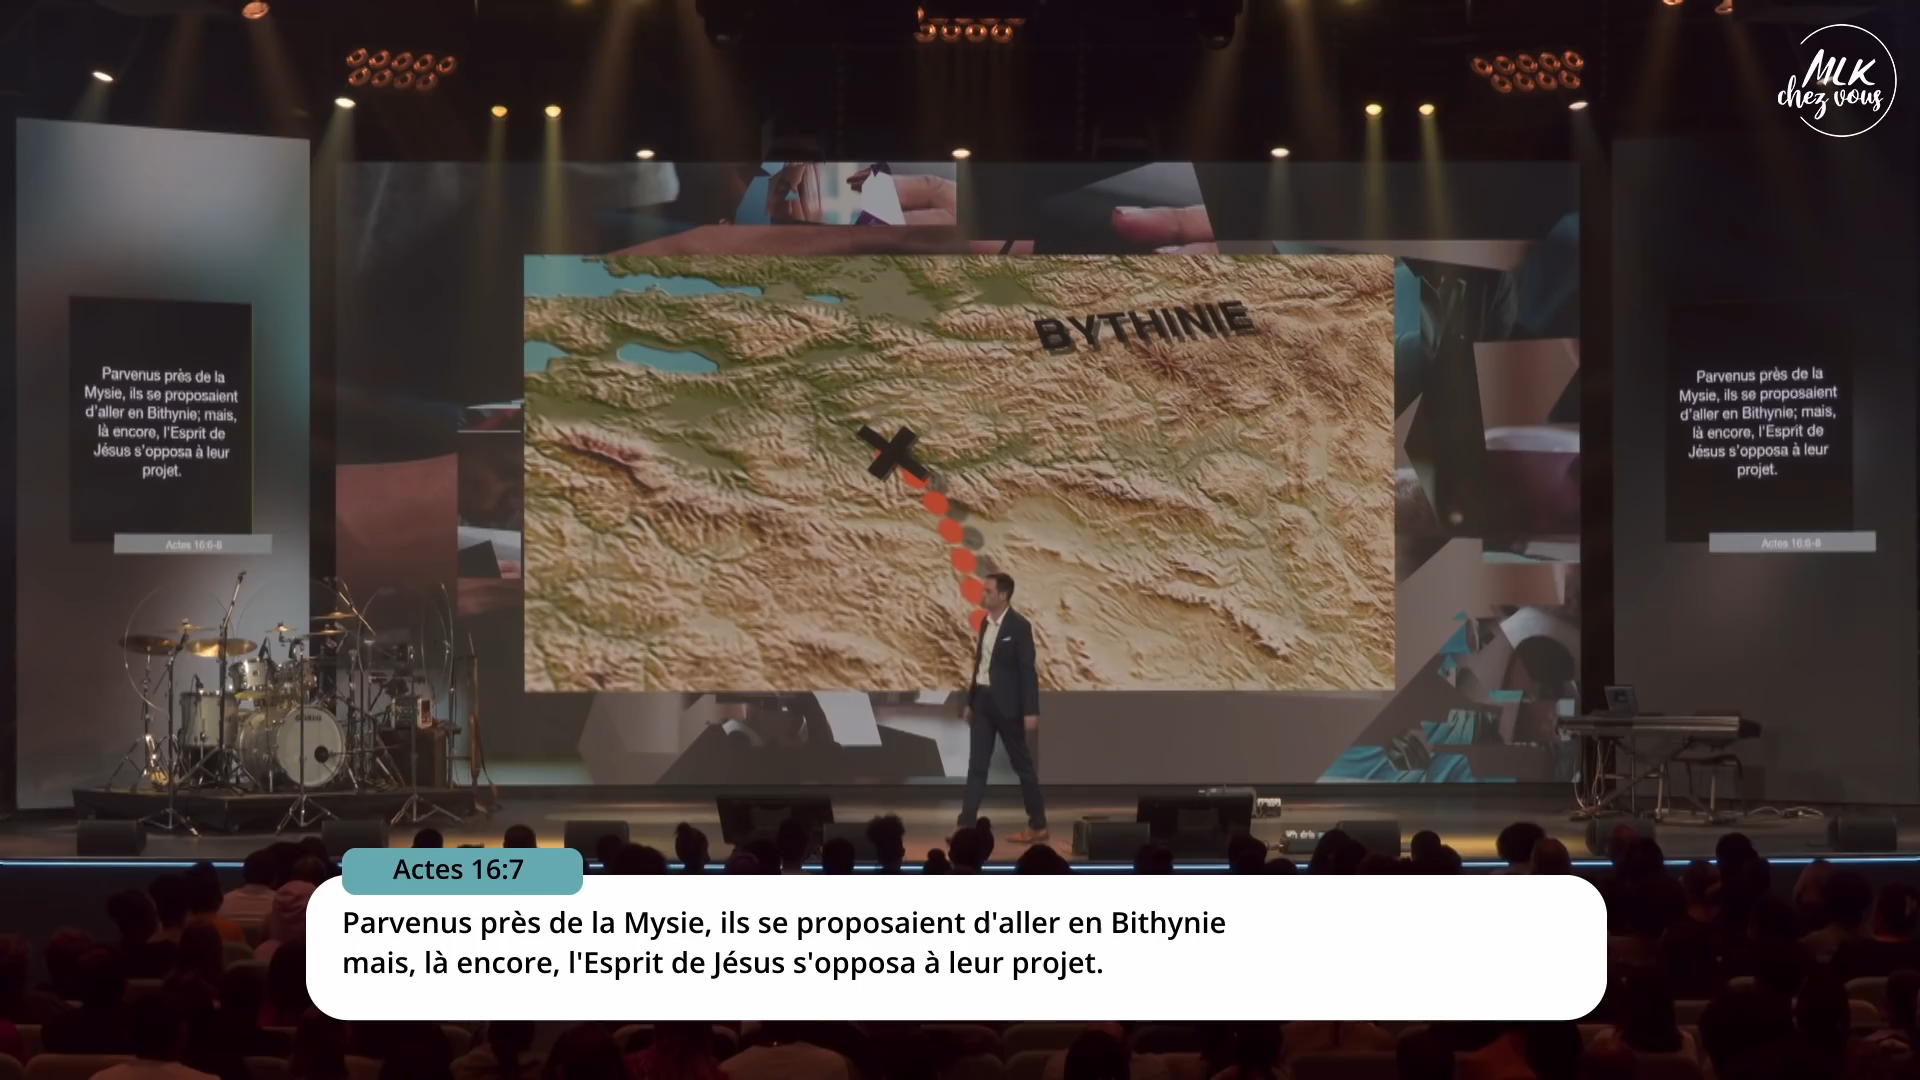 MLK
chez vous
BYTHINIE
Parvenus près de la
Mysie, ils se proposaient
d'aller en Bithynie; mais,
là encore, l'Esprit de
Jésus s'opposa à leur
projet.
Actes 16:6-8
Parvenus près de la
Mysie, ils se proposaient
d'aller en Bithynie; mais,
là encore, l'Esprit de
Jésus s'opposa à leur
projet.
Actes 16:6-8
Actes 16:7
Parvenus près de la Mysie, ils se proposaient d'aller en Bithynie
mais, là encore, l'Esprit de Jésus s'opposa à leur projet.